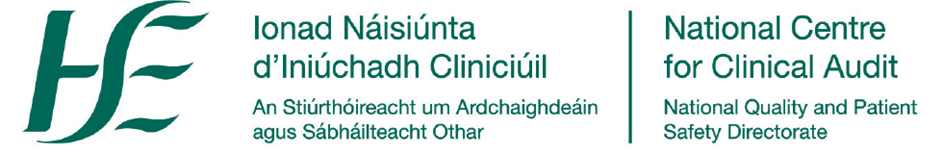 HSE
Ionad Náisiúnta
d'Iniúchadh Cliniciúil
An Stiúrthóireacht um Ardchaighdeáin
agus Sábháilteacht Othar
National Centre
for Clinical Audit
National Quality and Patient
Safety Directorate